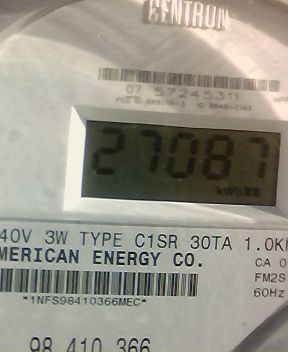 CENTRON
07 57245311
27087
kWh
40V 3W TYPE C1SR 30TA 1.0K
MERICAN ENERGY CO.
CA 0
FM2S
60Hz
*1NFS98410366MEC*
98 410 366